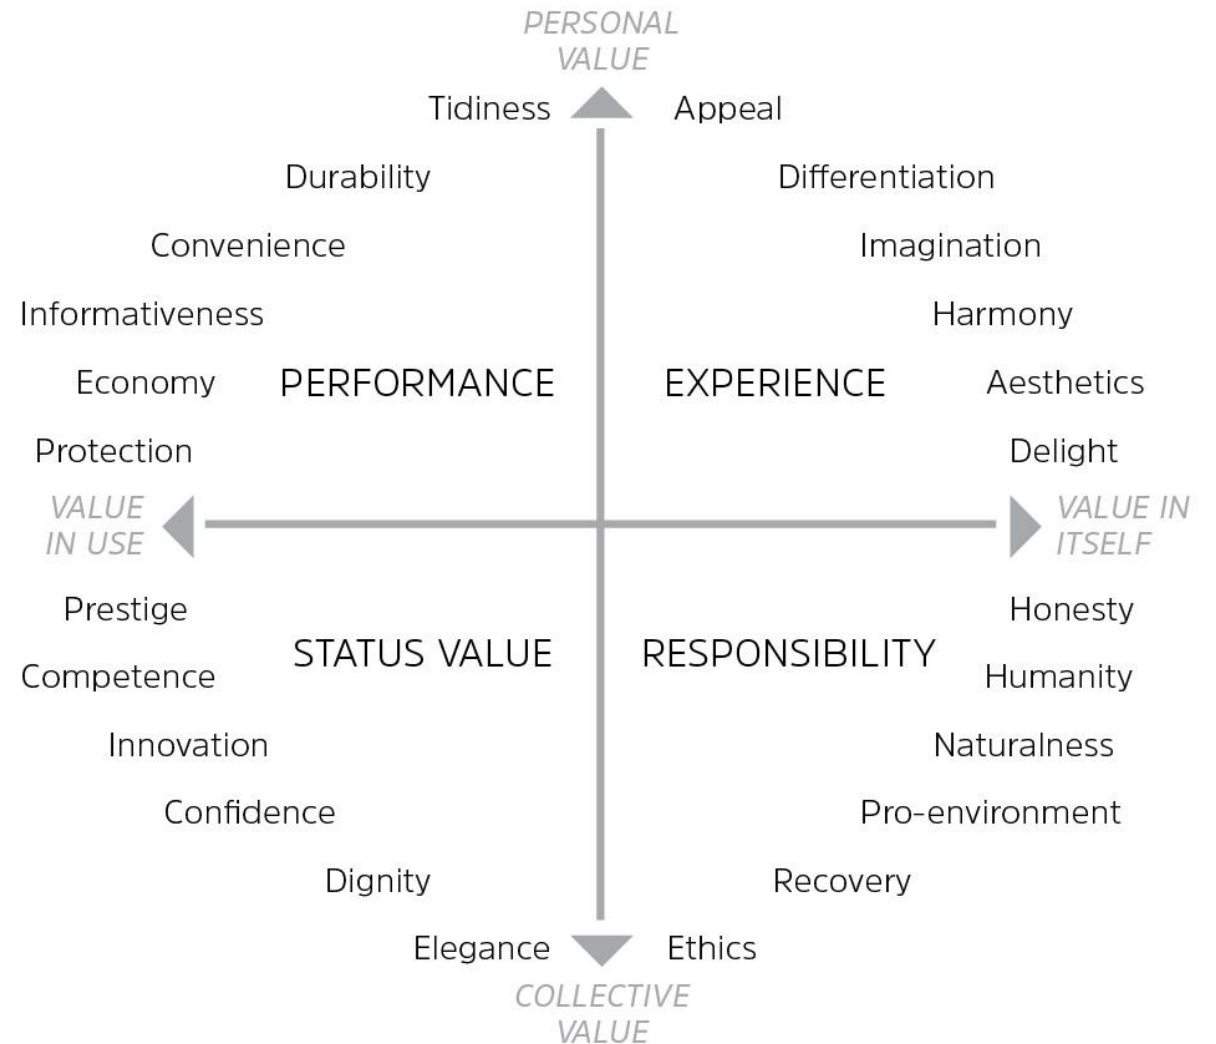 PERSONAL
VALUE
Tidiness Appeal
Durability Differentiation
Convenience Imagination
Informativeness Harmony
Economy PERFORMANCE EXPERIENCE Aesthetics
Protection Delight
VALUE
IN USE
VALUE IN
ITSELF
Prestige Honesty
STATUS VALUE RESPONSIBILITY
Competence Humanity
Innovation Naturalness
Confidence Pro-environment
Dignity Recovery
Elegance Ethics
COLLECTIVE
VALUE